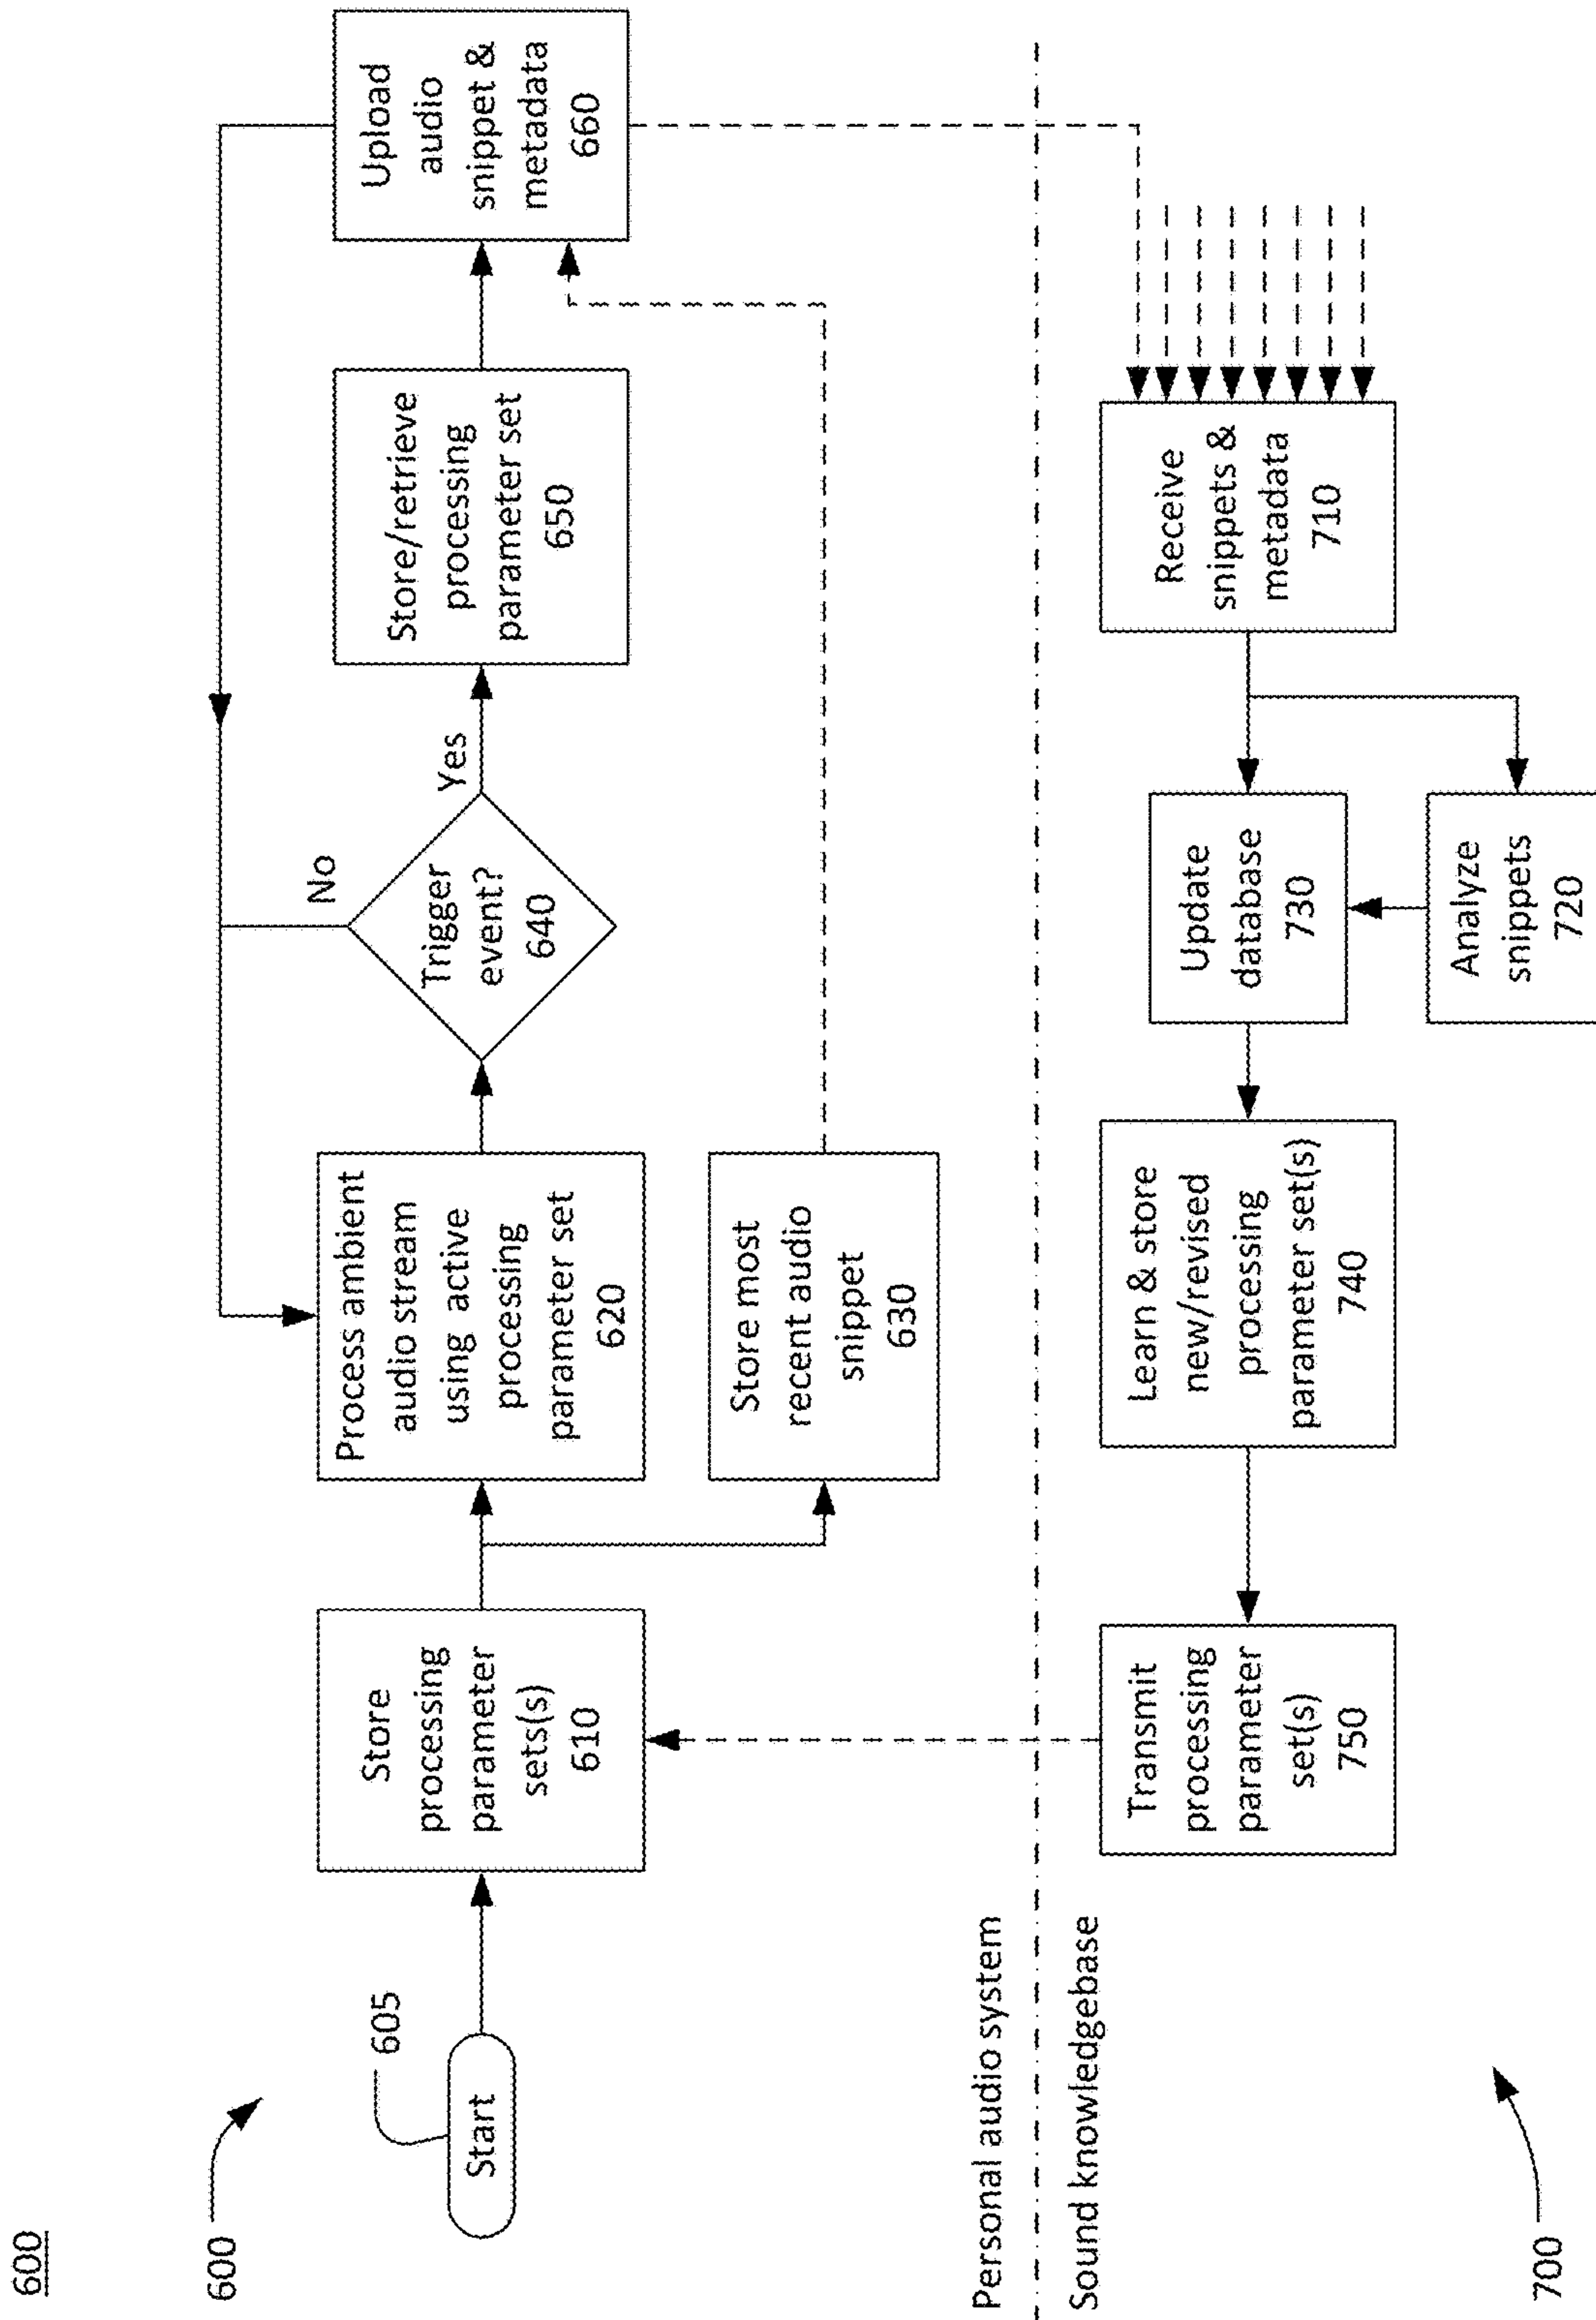 600
600
605
Start
Store
processing
parameter
sets(s)
610
Process ambient
audio stream
using active
processing
parameter set
620
Store most
recent audio
snippet
630
Trigger
event?
640
No
Yes
Store/retrieve
processing
parameter set
650
Upload
audio
snippet &
metadata
660
Personal audio system
Sound knowledgebase
Transmit
processing
parameter
set(s)
750
Learn & store
new/revised
processing
parameter set(s)
740
Update
database
730
Analyze
snippets
720
Receive
snippets &
metadata
710
700